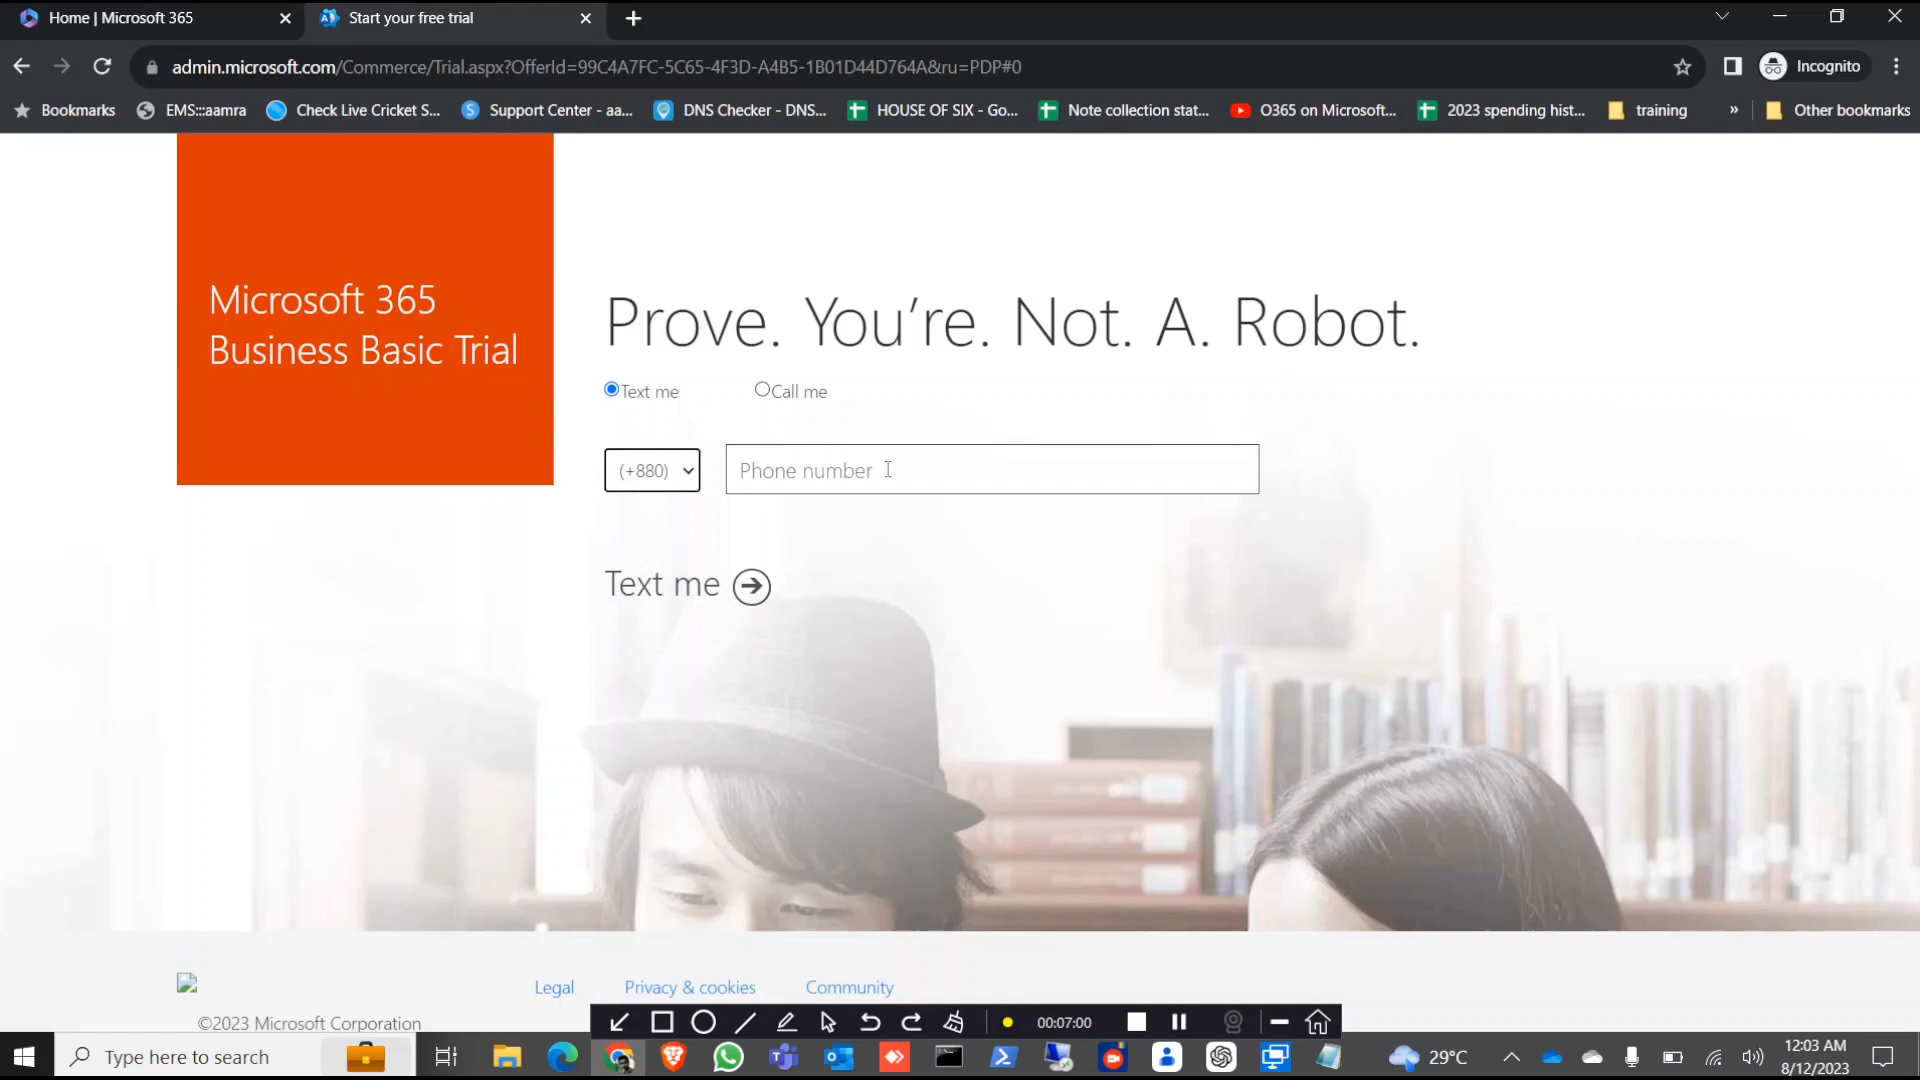 Home | Microsoft 365
Start your free trial
admin.microsoft.com/Commerce/Trial.aspx?OfferId=99C4A7FC-5C65-4F3D-A4B5-1B01D44D764A&ru=PDP#0
Incognito
Bookmarks
EMS:::aamra
Check Live Cricket S...
Support Center - aa...
DNS Checker - DNS...
HOUSE OF SIX - Go...
Note collection stat...
O365 on Microsoft...
2023 spending hist...
training
»
Other bookmarks
Microsoft 365
Business Basic Trial
Prove. You're. Not. A. Robot.
Text me
Call me
(+880)
Phone number
Text me
Legal
Privacy & cookies
Community
©2023 Microsoft Corporation
00:07:00
Type here to search
29°C
12:03 AM
8/12/2023